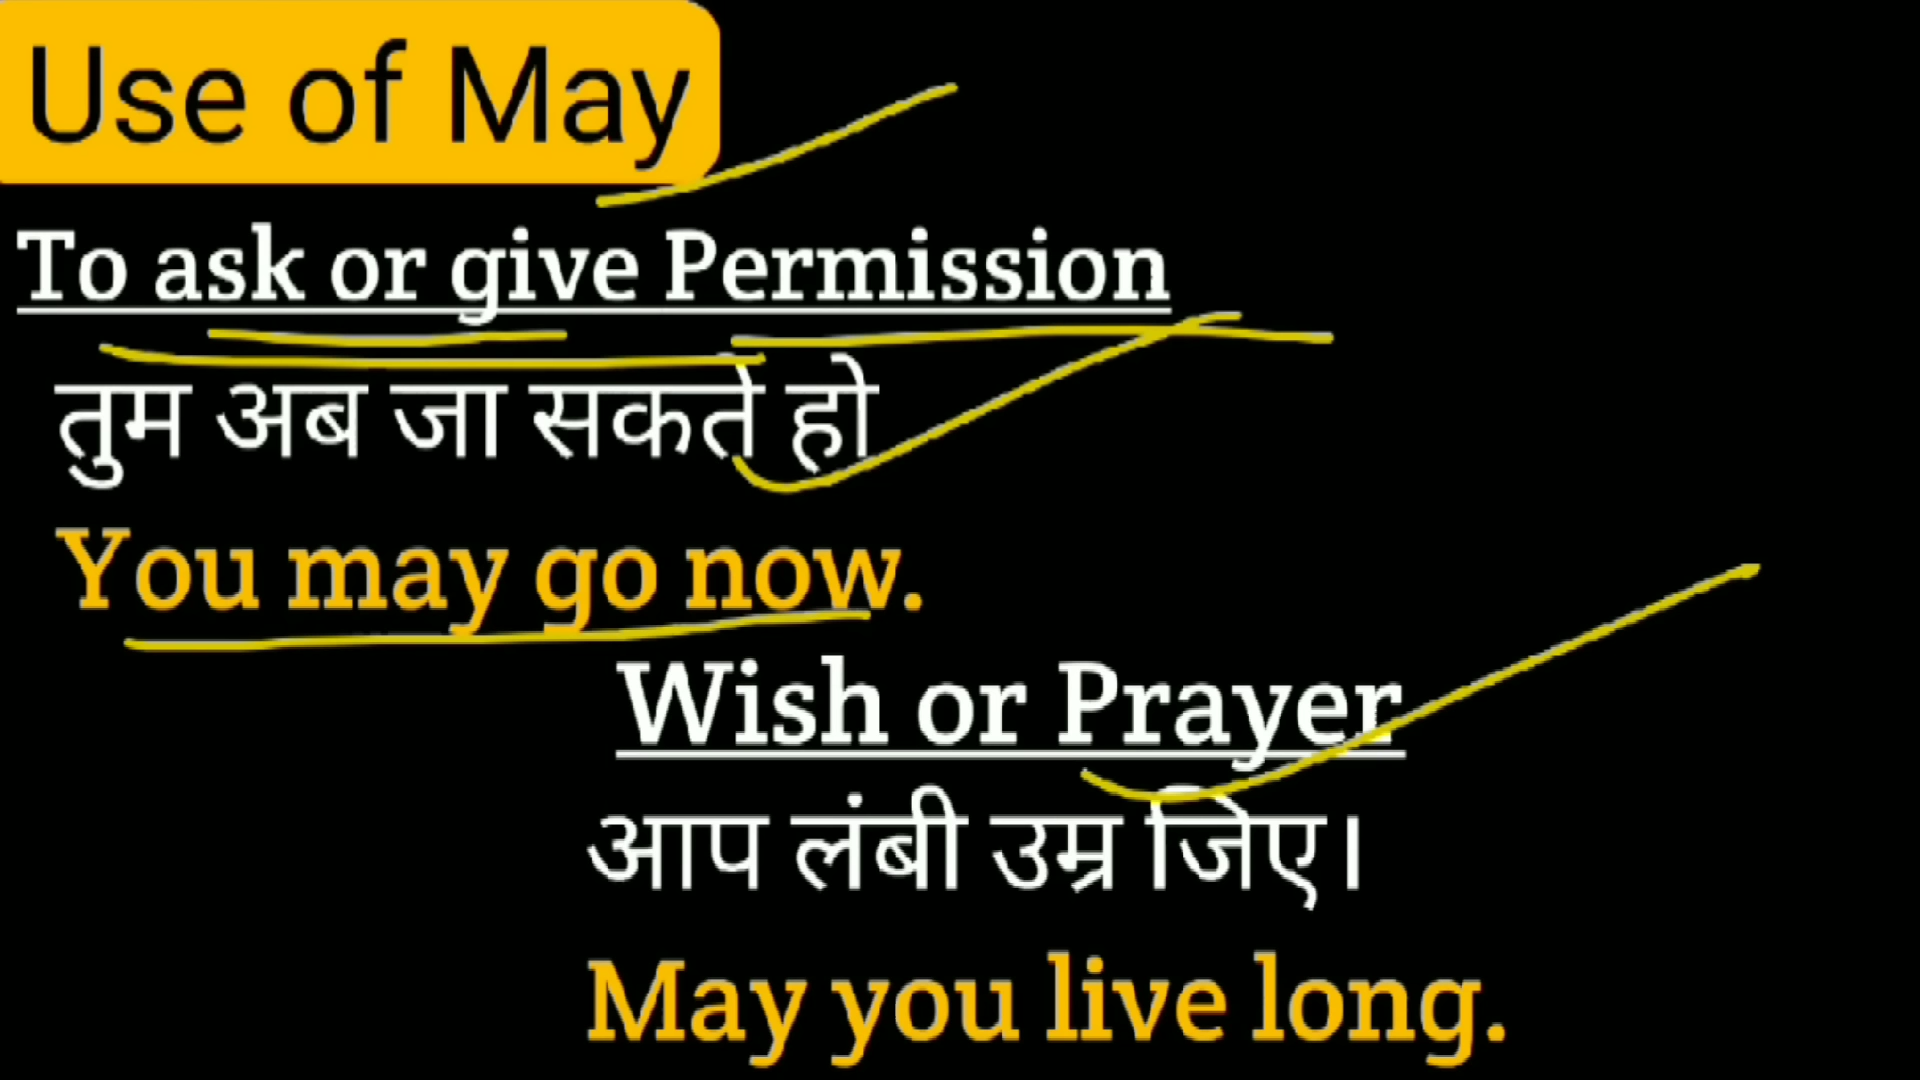 Use of May
To ask or give Permission
तुम अब जा सकते हो
You may go now.
Wish or Prayer
आप लंबी उम्र जिए।
May you live long.